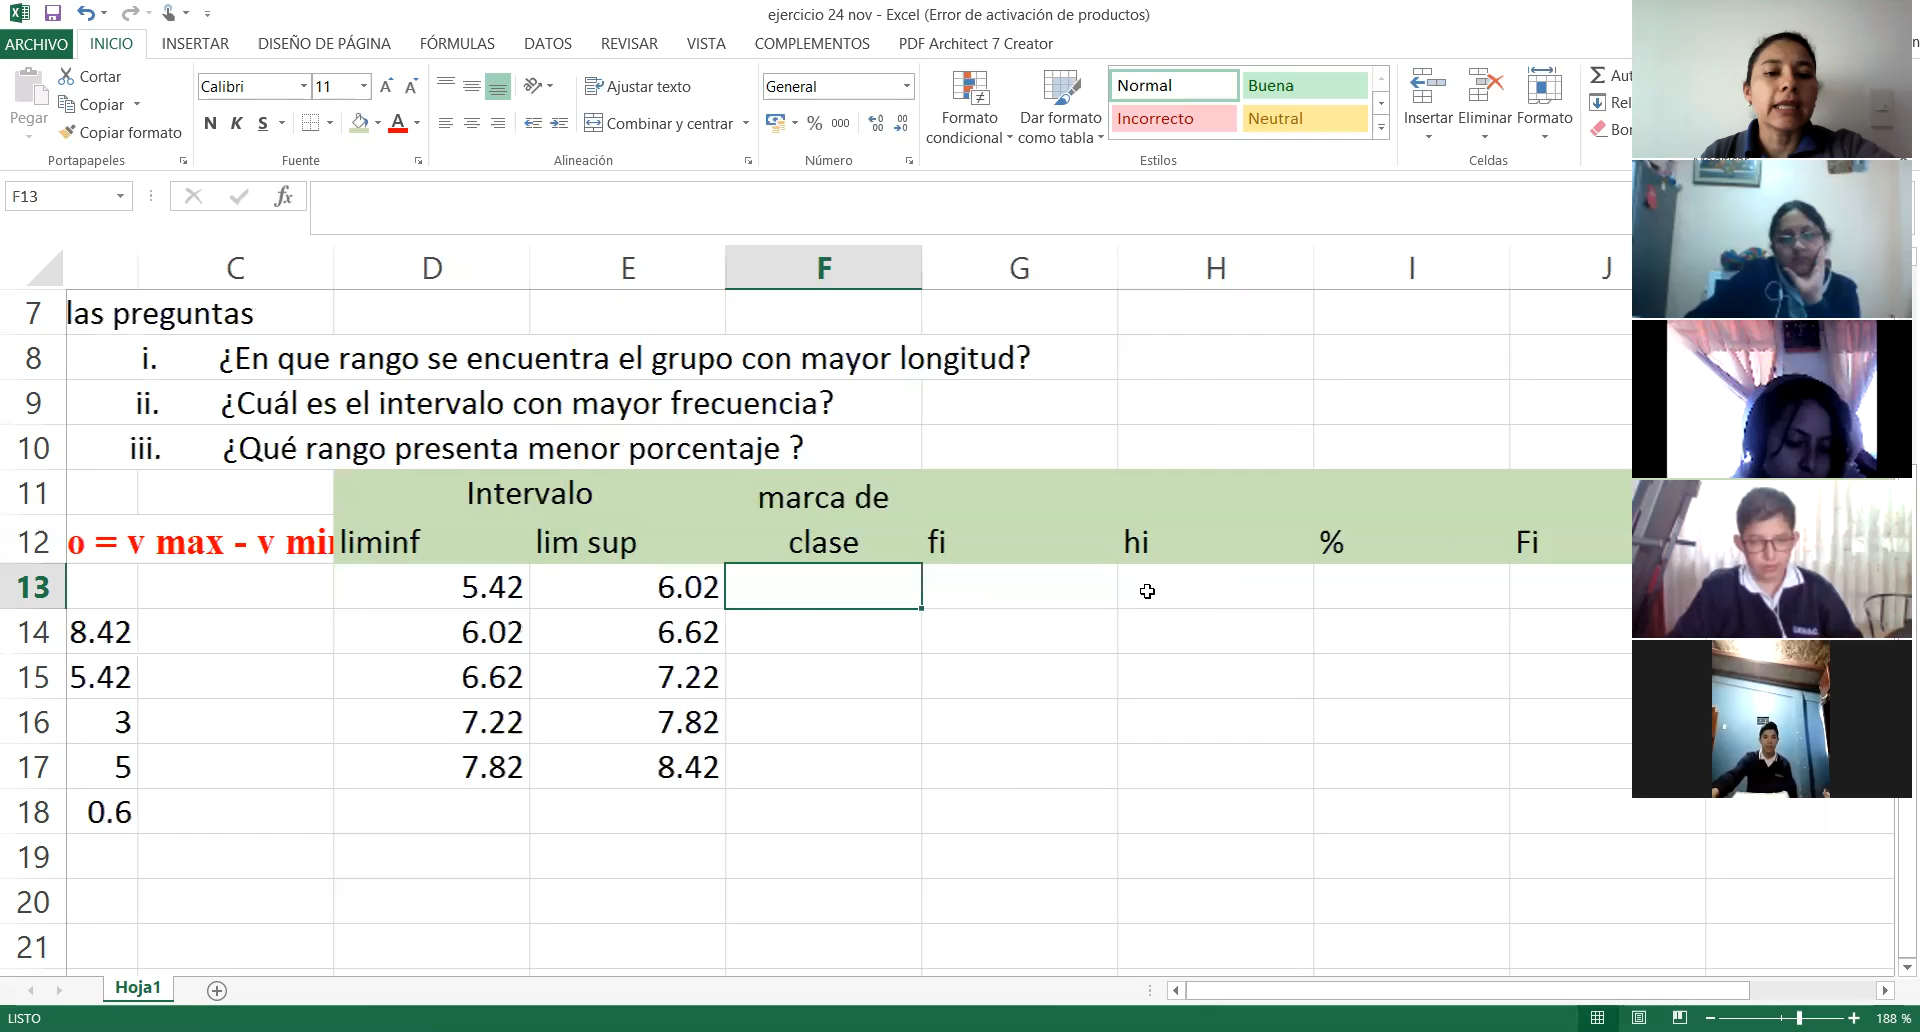 ejercicio 24 nov - Excel (Error de activación de productos)
ARCHIVO INICIO INSERTAR DISEÑO DE PÁGINA FÓRMULAS DATOS REVISAR VISTA COMPLEMENTOS PDF Architect 7 Creator
Pegar
Cortar
Copiar
Copiar formato
Portapapeles
Calibri 11
N K S
Fuente
Ajustar texto
Combinar y centrar
Alineación
General
% 000
Número
Formato condicional
Dar formato como tabla
Normal Buena
Incorrecto Neutral
Estilos
Insertar Eliminar Formato
Celdas
F13
fx
C D E F G H I J
7 las preguntas
8 i. ¿En que rango se encuentra el grupo con mayor longitud?
9 ii. ¿Cuál es el intervalo con mayor frecuencia?
10 iii. ¿Qué rango presenta menor porcentaje ?
11 Intervalo marca de
12 o = v max - v mi liminf lim sup clase fi hi % Fi
13 5.42 6.02
14 8.42 6.02 6.62
15 5.42 6.62 7.22
16 3 7.22 7.82
17 5 7.82 8.42
18 0.6
19
20
21
Hoja1
LISTO 188 %